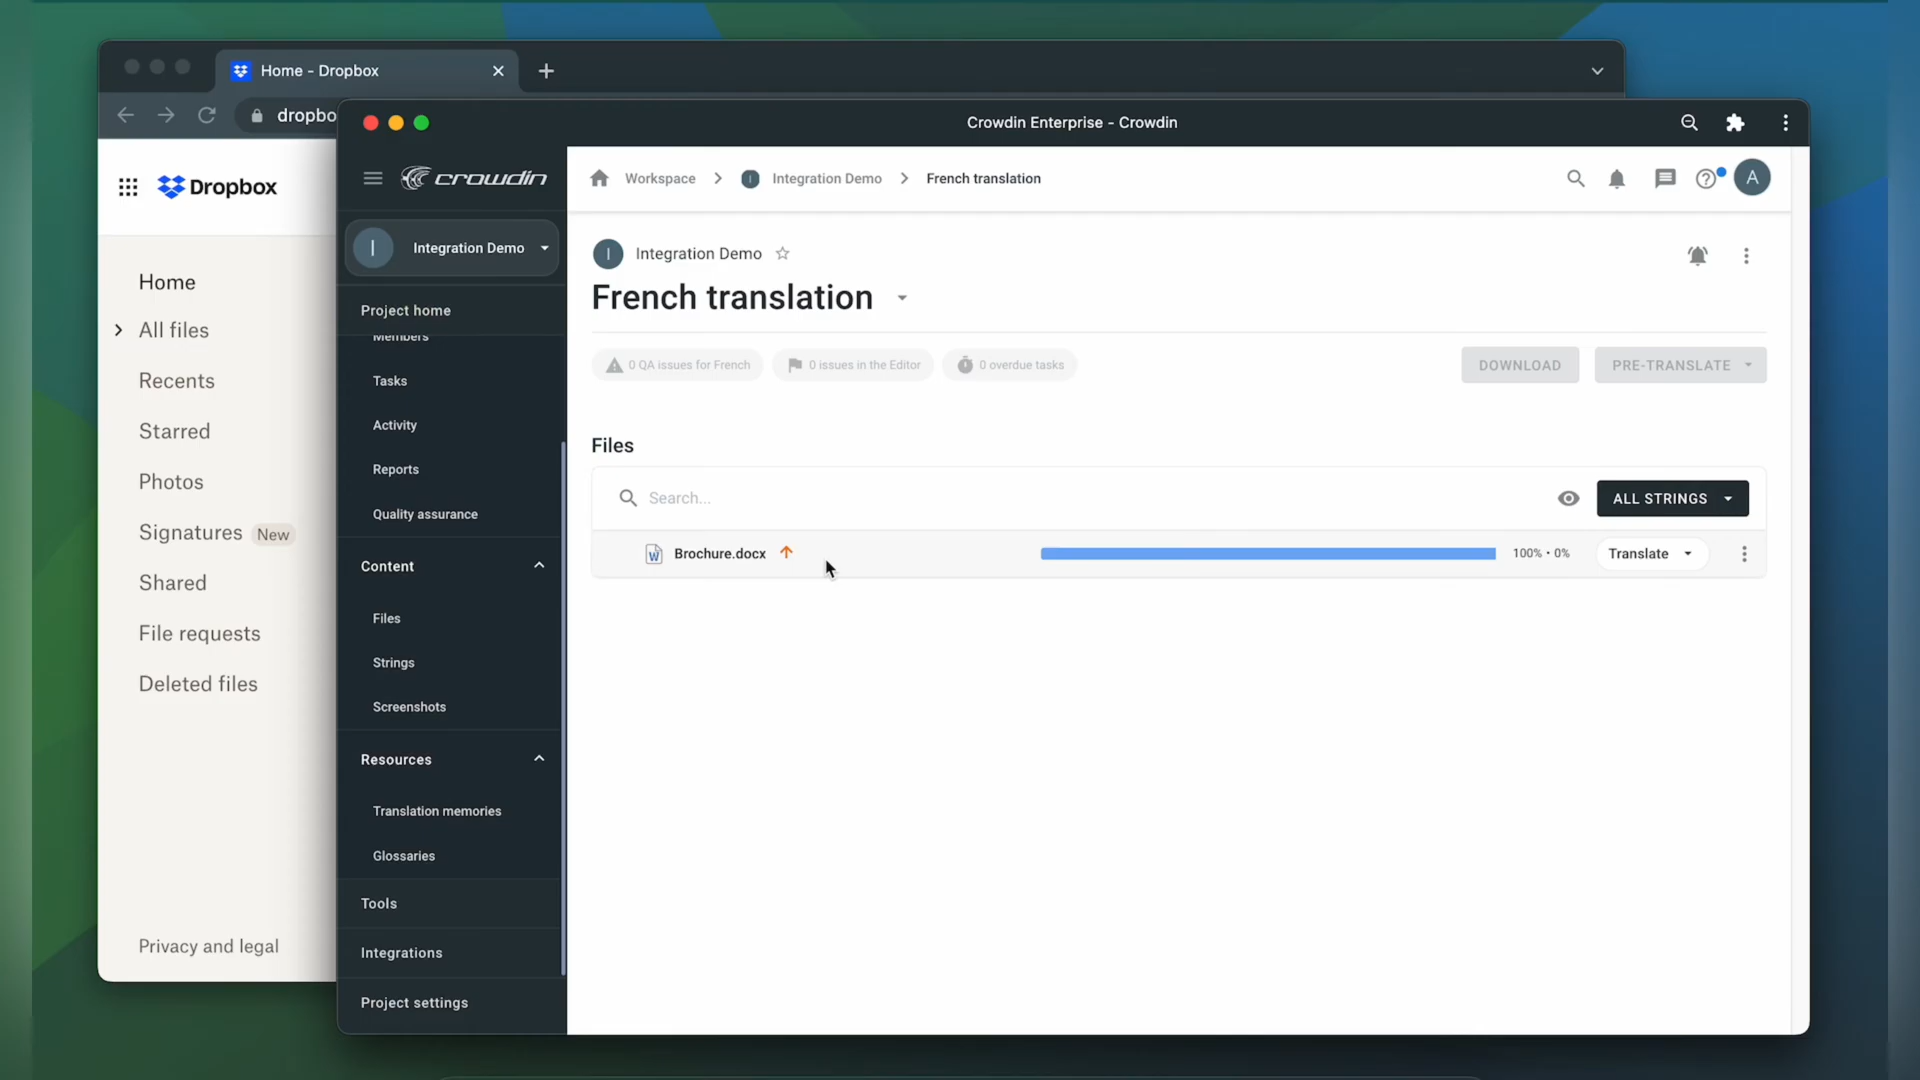 Home - Dropbox
dropbo
Crowdin Enterprise - Crowdin
Dropbox
Home
All files
Recents
Starred
Photos
Signatures New
Shared
File requests
Deleted files
Privacy and legal
crowdin
I Integration Demo
Project home
Members
Tasks
Activity
Reports
Quality assurance
Content
Files
Strings
Screenshots
Resources
Translation memories
Glossaries
Tools
Integrations
Project settings
Workspace I Integration Demo French translation
A
I Integration Demo
French translation
0 QA issues for French 0 issues in the Editor 0 overdue tasks
DOWNLOAD PRE-TRANSLATE
Files
Search...
ALL STRINGS
W Brochure.docx 100% • 0% Translate